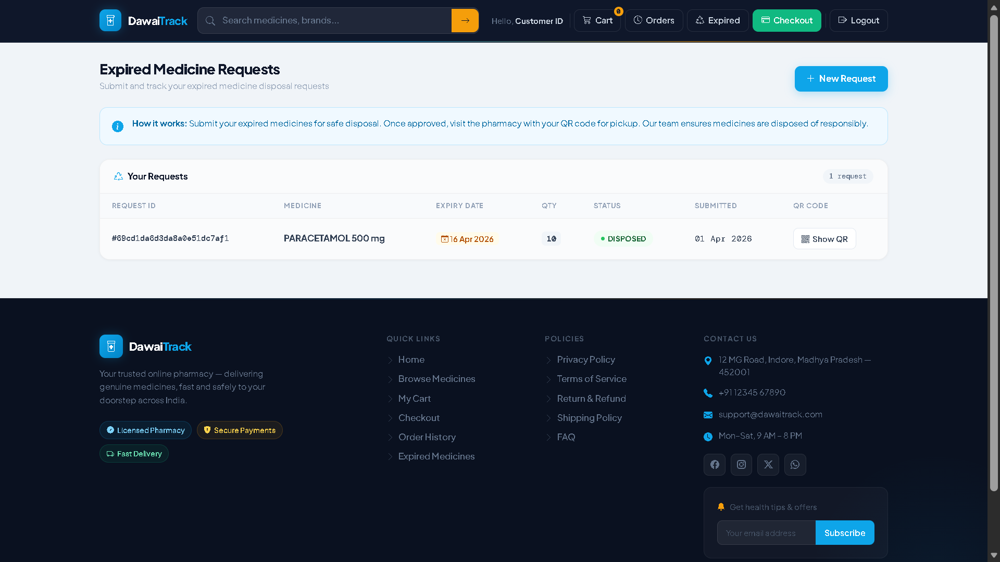 DawaiTrack
Search medicines, brands...
Hello, Customer ID
Cart
0
Orders
Expired
Checkout
Logout
Expired Medicine Requests
Submit and track your expired medicine disposal requests
New Request
How it works: Submit your expired medicines for safe disposal. Once approved, visit the pharmacy with your QR code for pickup. Our team ensures medicines are disposed of responsibly.
Your Requests
1 request
REQUEST ID MEDICINE EXPIRY DATE QTY STATUS SUBMITTED QR CODE
#69cd1da6d3da8a0e51dc7af1 PARACETAMOL 500 mg 16 Apr 2026 10 DISPOSED 01 Apr 2026 Show QR
DawaiTrack
Your trusted online pharmacy — delivering
genuine medicines, fast and safely to your
doorstep across India.
Licensed Pharmacy
Secure Payments
Fast Delivery
QUICK LINKS
Home
Browse Medicines
My Cart
Checkout
Order History
Expired Medicines
POLICIES
Privacy Policy
Terms of Service
Return & Refund
Shipping Policy
FAQ
CONTACT US
12 MG Road, Indore, Madhya Pradesh —
452001
+91 12345 67890
support@dawaitrack.com
Mon–Sat, 9 AM – 8 PM
Get health tips & offers
Your email address
Subscribe